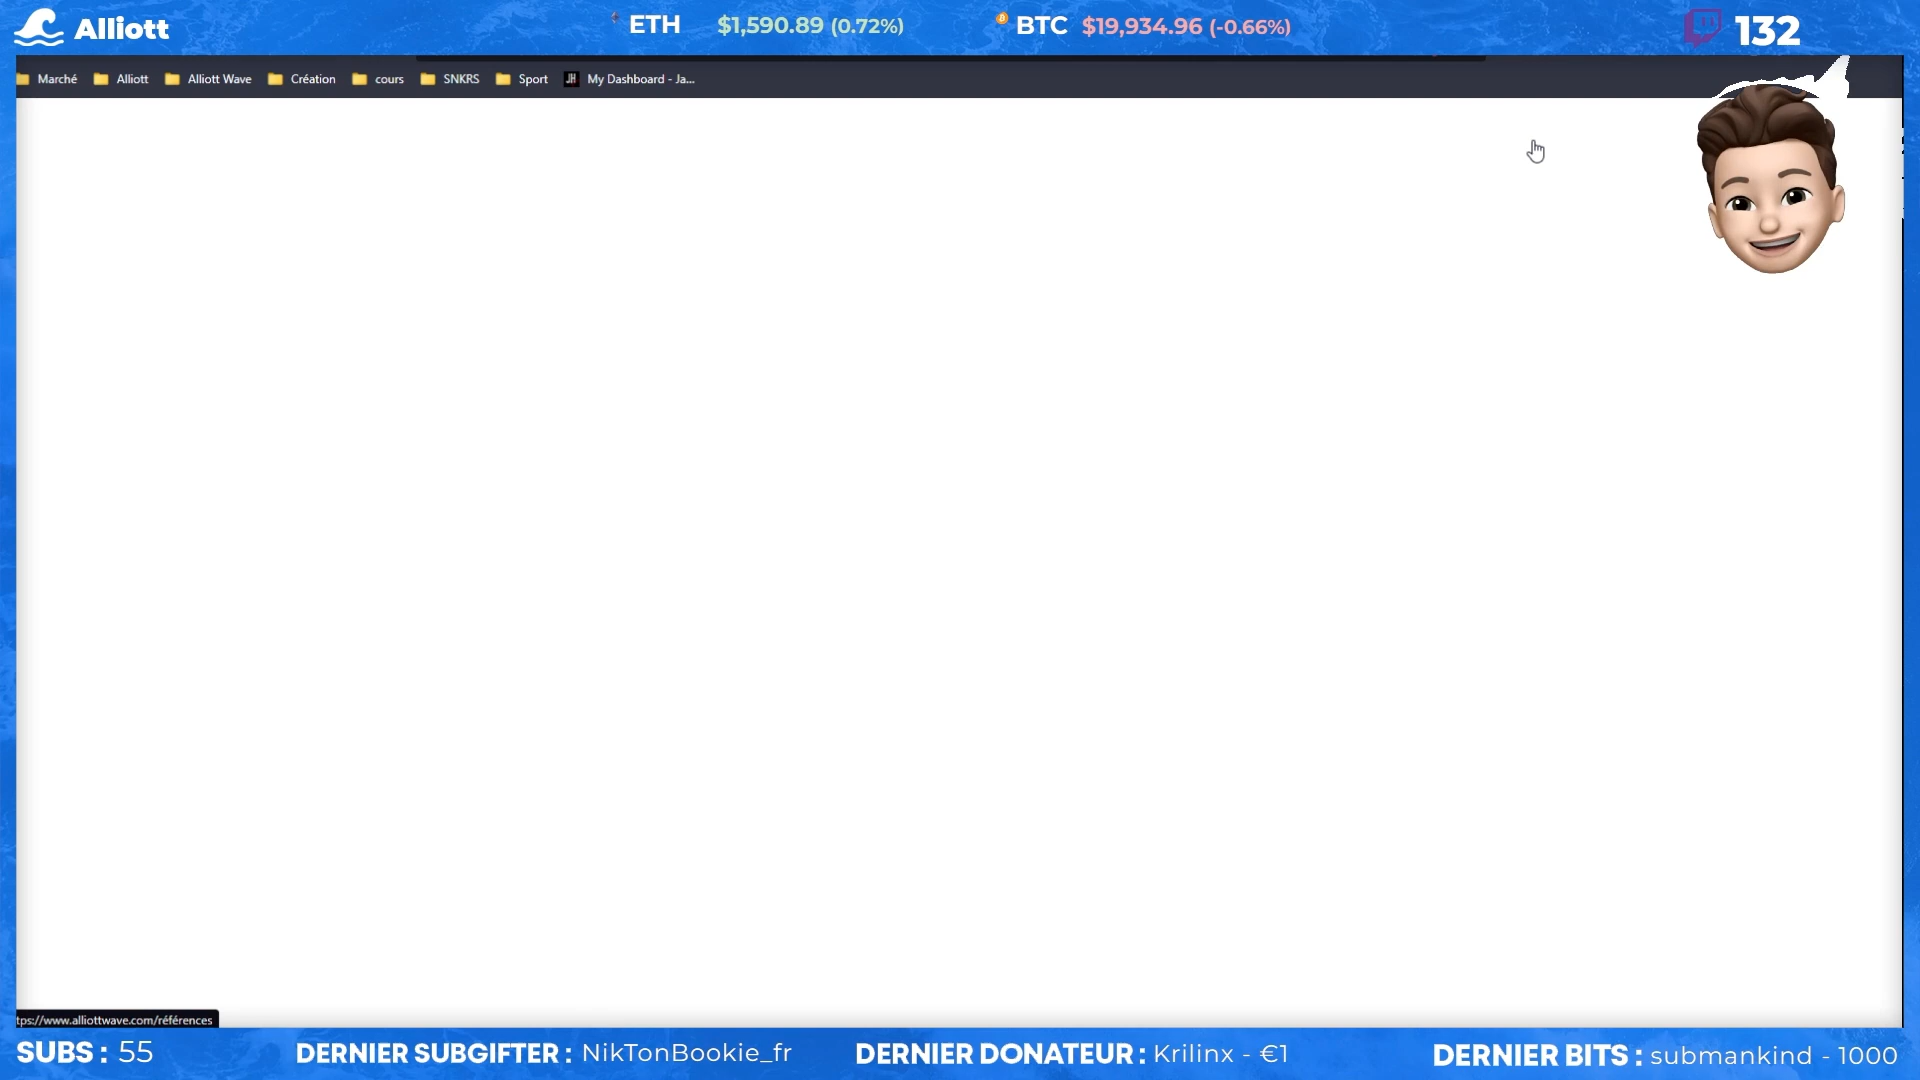 Alliott
ETH $1,590.89 (0.72%)
BTC $19,934.96 (-0.66%)
132
Marché
Alliott
Alliott Wave
Création
cours
SNKRS
Sport
JH My Dashboard - Ja...
tps://www.alliottwave.com/références
SUBS : 55
DERNIER SUBGIFTER : NikTonBookie_fr
DERNIER DONATEUR : Krilinx - €1
DERNIER BITS : submankind - 1000